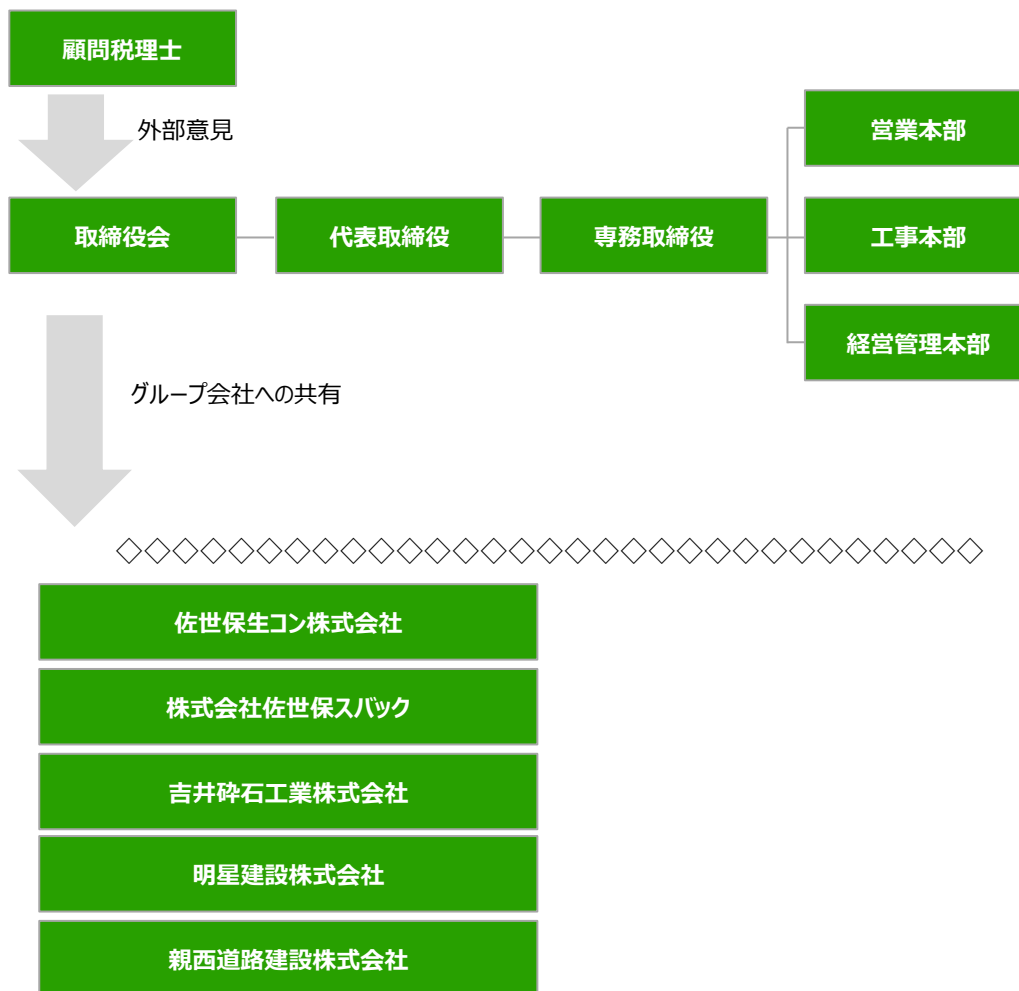 顧問税理士
外部意見
営業本部
取締役会
代表取締役
専務取締役
工事本部
経営管理本部
グループ会社への共有
◇◇◇◇◇◇◇◇◇◇◇◇◇◇◇◇◇◇◇◇◇◇◇◇◇◇◇◇◇◇◇
佐世保生コン株式会社
株式会社佐世保スバック
吉井砕石工業株式会社
明星建設株式会社
親西道路建設株式会社